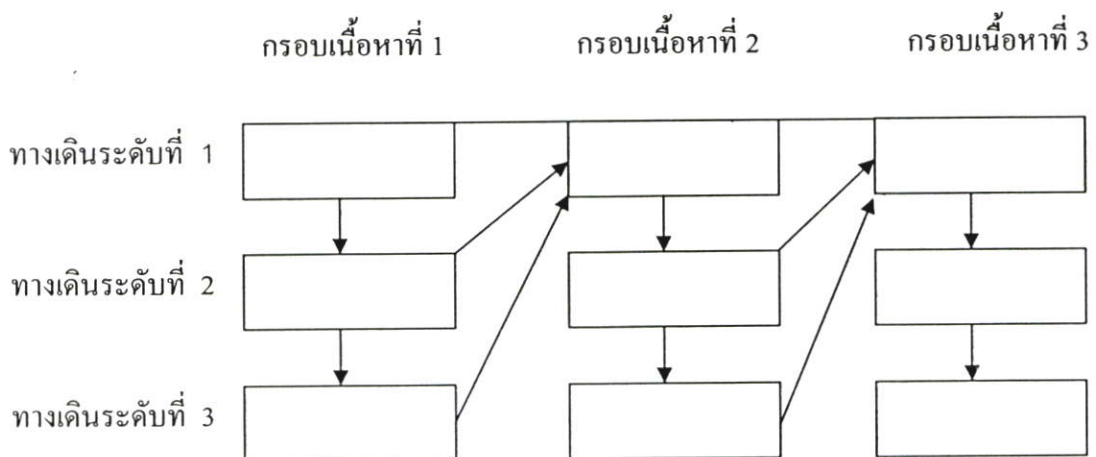 กรอบเนื้อหาที่ 1 กรอบเนื้อหาที่ 2 กรอบเนื้อหาที่ 3
ทางเดินระดับที่ 1
ทางเดินระดับที่ 2
ทางเดินระดับที่ 3